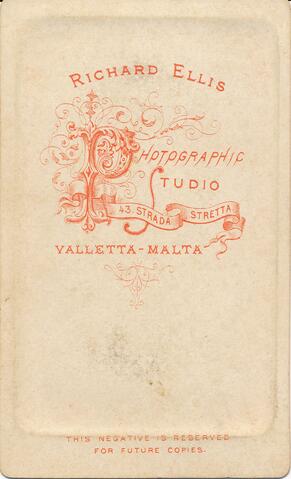 RICHARD ELLIS
PHOTOGRAPHIC
STUDIO
43. STRADA STRETTA
VALLETTA-MALTA
THIS NEGATIVE IS RESERVED
FOR FUTURE COPIES.